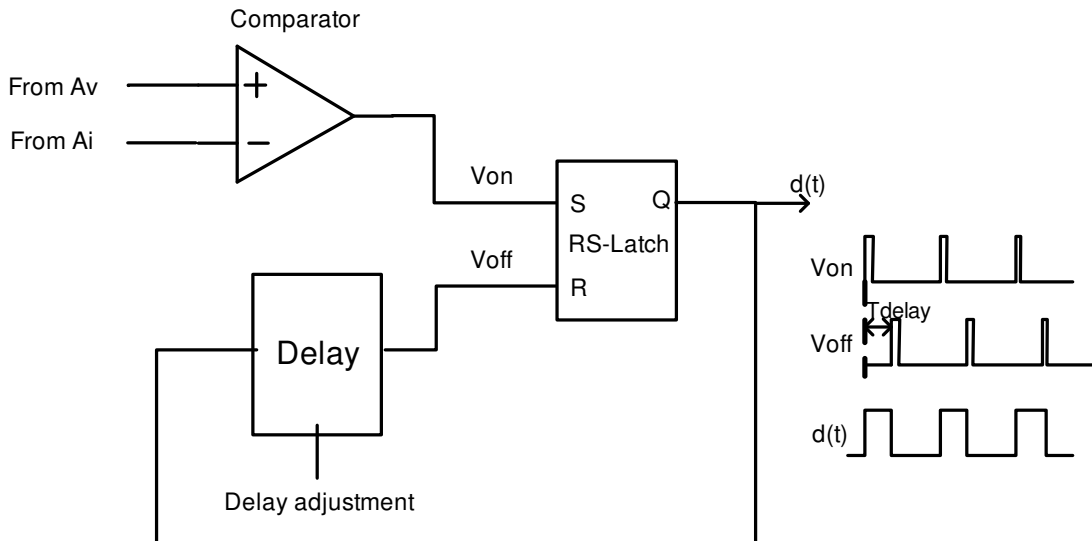 Comparator
From Av
+
From Ai
−
Von
S
Q
d(t)
RS-Latch
Voff
R
Delay
Delay adjustment
Von
Tdelay
Voff
d(t)